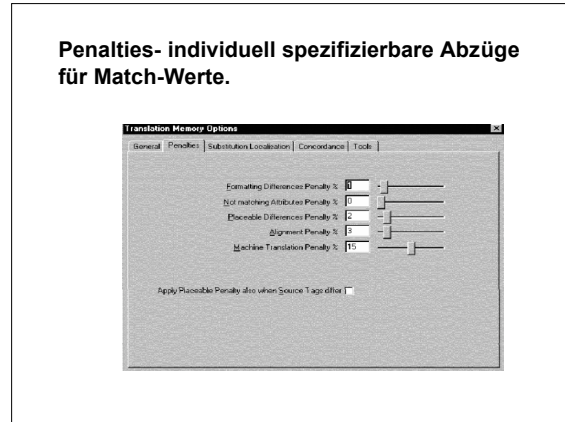 Penalties- individuell spezifizierbare Abzüge
für Match-Werte.
Translation Memory Options
General Penalties Substitution Localisation Concordance Tools
Formatting Differences Penalty % 1
Not matching Attributes Penalty % 0
Placeable Differences Penalty % 2
Alignment Penalty % 3
Machine Translation Penalty % 15
Apply Placeable Penalty also when Source Tags differ